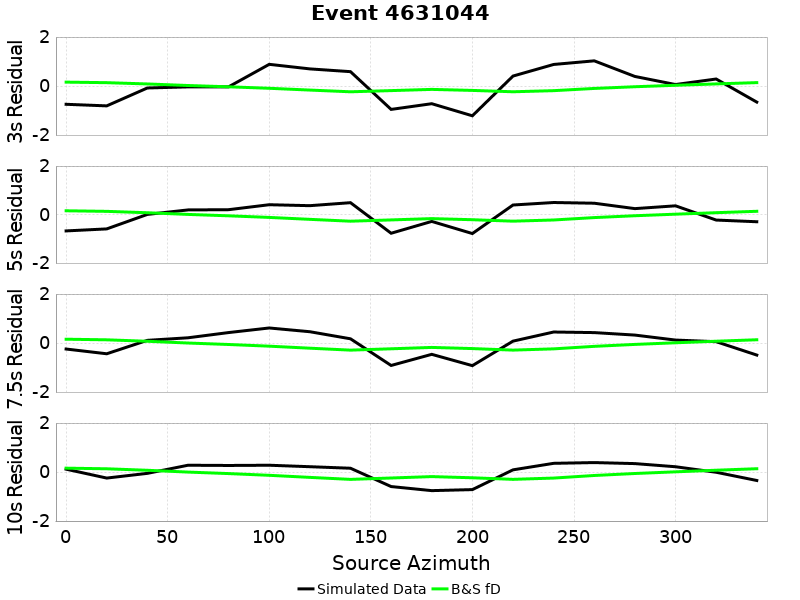 Event 4631044
3s Residual
2
0
-2
5s Residual
2
0
-2
7.5s Residual
2
0
-2
10s Residual
2
0
-2
0 50 100 150 200 250 300
Source Azimuth
Simulated Data B&S fD